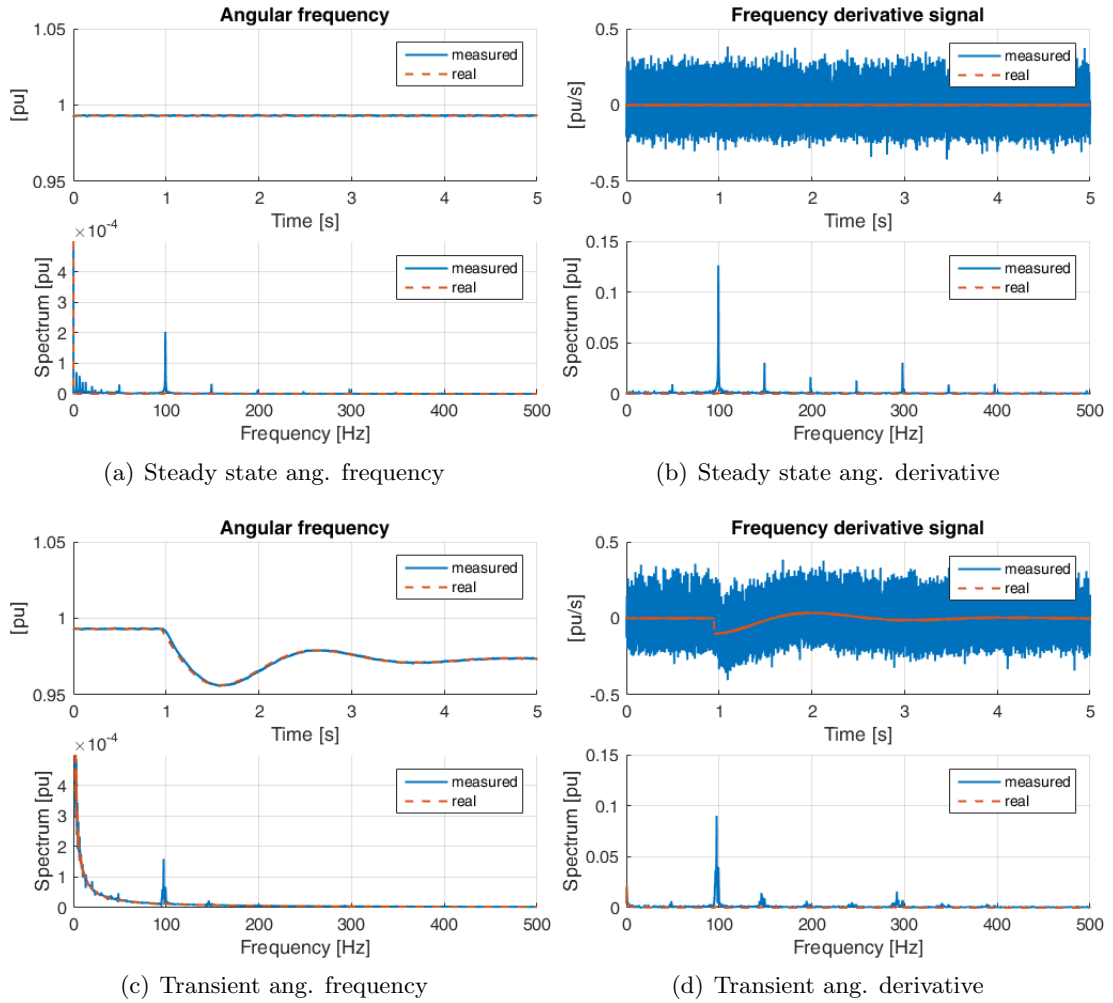 Angular frequency
1.05
1
0.95
[pu]
measured
real
0 1 2 3 4 5
Time [s]
×10⁻⁴
4
3
2
1
0
Spectrum [pu]
measured
real
0 100 200 300 400 500
Frequency [Hz]
(a) Steady state ang. frequency
Frequency derivative signal
0.5
0
-0.5
[pu/s]
measured
real
0 1 2 3 4 5
Time [s]
0.15
0.1
0.05
0
Spectrum [pu]
measured
real
0 100 200 300 400 500
Frequency [Hz]
(b) Steady state ang. derivative
Angular frequency
1.05
1
0.95
[pu]
measured
real
0 1 2 3 4 5
Time [s]
×10⁻⁴
4
3
2
1
0
Spectrum [pu]
measured
real
0 100 200 300 400 500
Frequency [Hz]
(c) Transient ang. frequency
Frequency derivative signal
0.5
0
-0.5
[pu/s]
measured
real
0 1 2 3 4 5
Time [s]
0.15
0.1
0.05
0
Spectrum [pu]
measured
real
0 100 200 300 400 500
Frequency [Hz]
(d) Transient ang. derivative